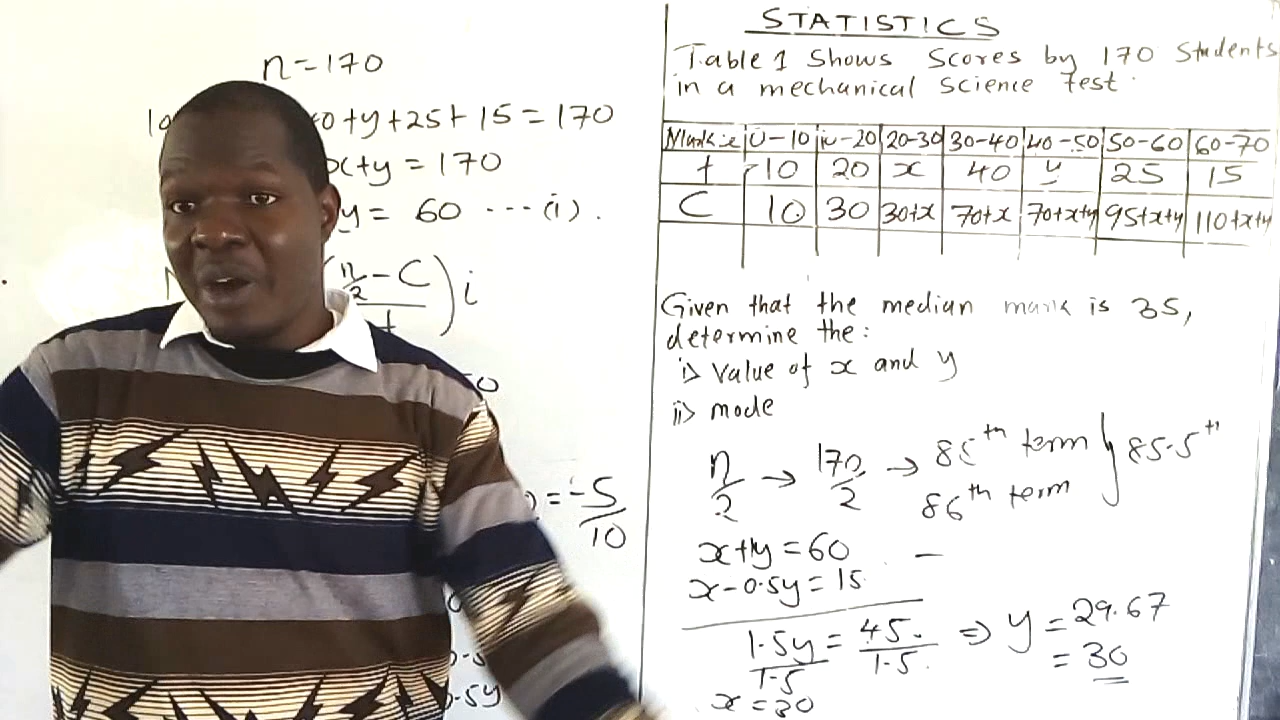 n = 170
0+y+25+15 = 170
x+y = 170
y = 60 --- (i).
n/2 - C) i
0
= -5/10
STATISTICS
Table 1 shows scores by 170 students
in a mechanical science test.
Marks 0-10 10-20 20-30 30-40 40-50 50-60 60-70
f 10 20 x 40 y 25 15
C 10 30 30+x 70+x 70+x+y 95+x+y 110+x+y
Given that the median mark is 35,
determine the:
i> value of x and y
ii> mode
n/2 → 170/2 → 85th term } 85.5th
86th term
x+y = 60 —
x-0.5y = 15
1.5y/1.5 = 45/1.5 ⇒ y = 29.67
= 30
x = 30